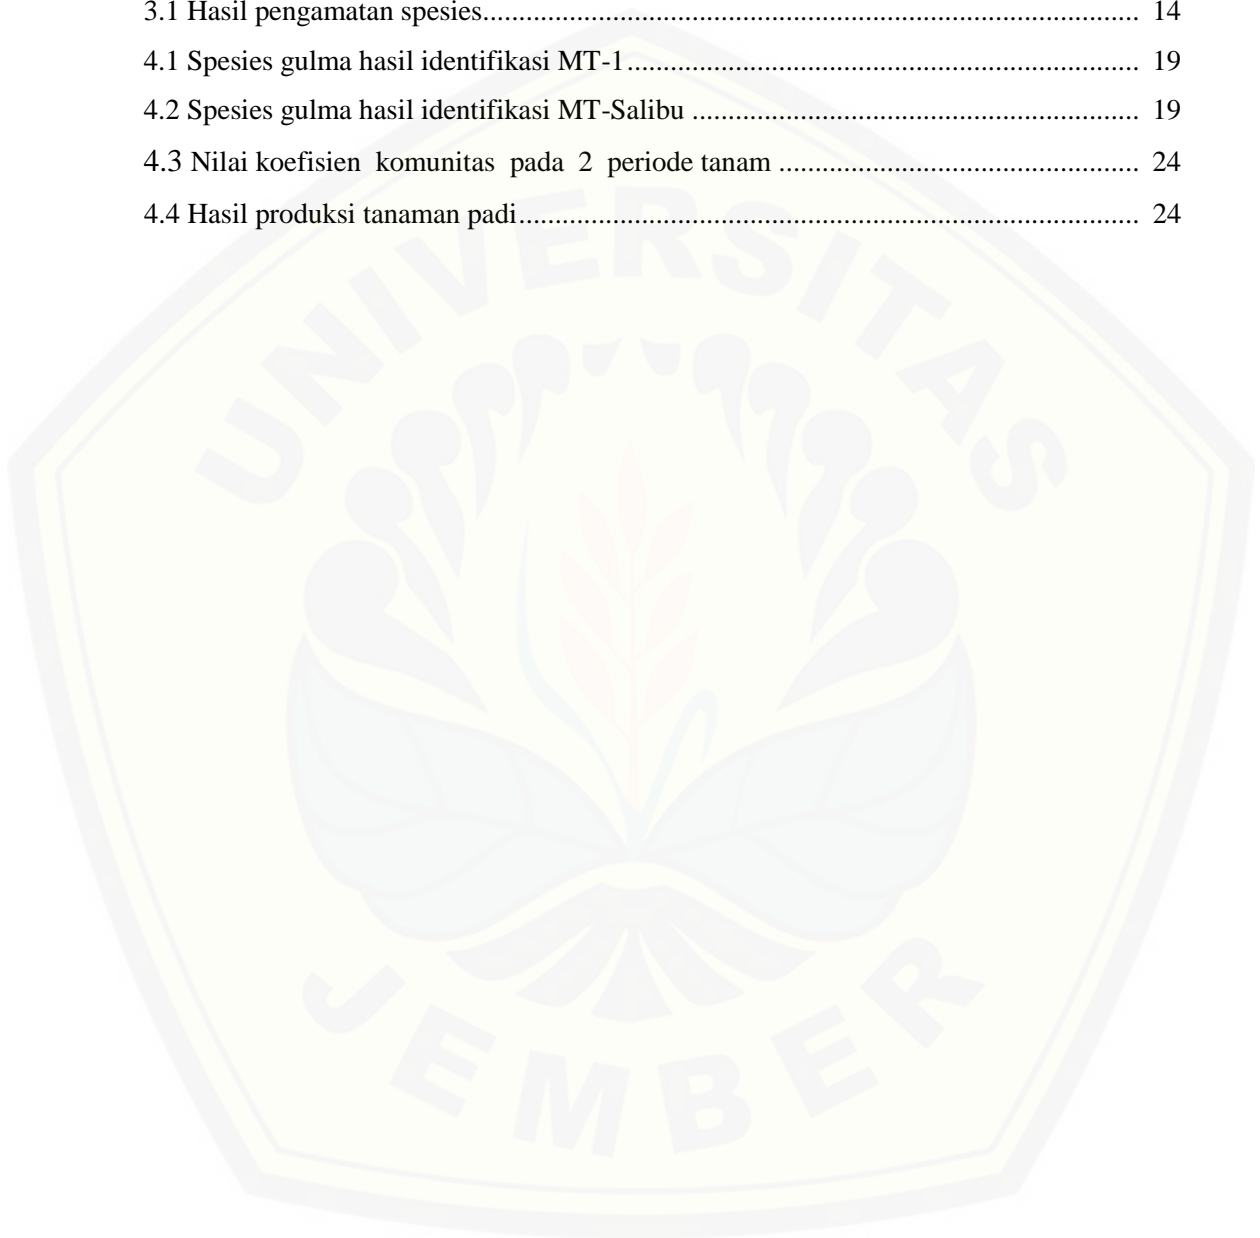 3.1 Hasil pengamatan spesies.................................................................................................. 14
4.1 Spesies gulma hasil identifikasi MT-1............................................................................. 19
4.2 Spesies gulma hasil identifikasi MT-Salibu .................................................................... 19
4.3 Nilai koefisien komunitas pada 2 periode tanam ...................................................... 24
4.4 Hasil produksi tanaman padi............................................................................................. 24
UNIVERSITAS
JEMBER